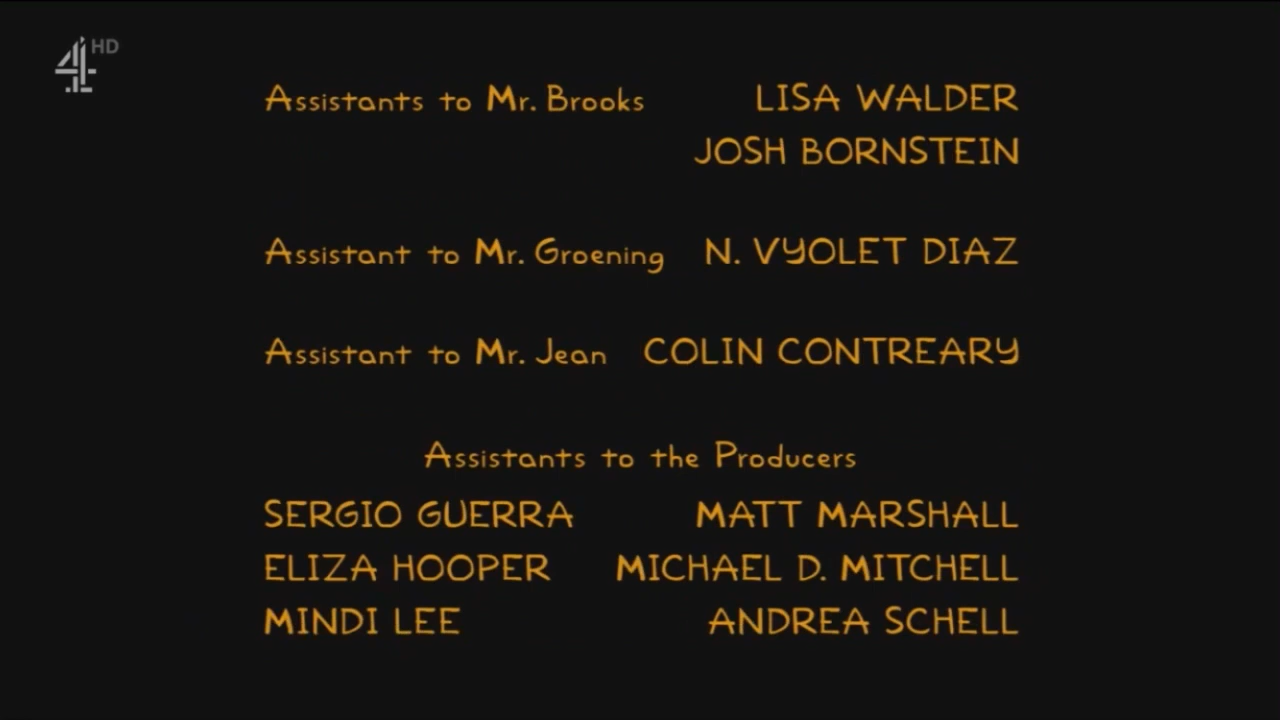 4 HD
Assistants to Mr. Brooks LISA WALDER
JOSH BORNSTEIN
Assistant to Mr. Groening N. VYOLET DIAZ
Assistant to Mr. Jean COLIN CONTREARY
Assistants to the Producers
SERGIO GUERRA MATT MARSHALL
ELIZA HOOPER MICHAEL D. MITCHELL
MINDI LEE ANDREA SCHELL